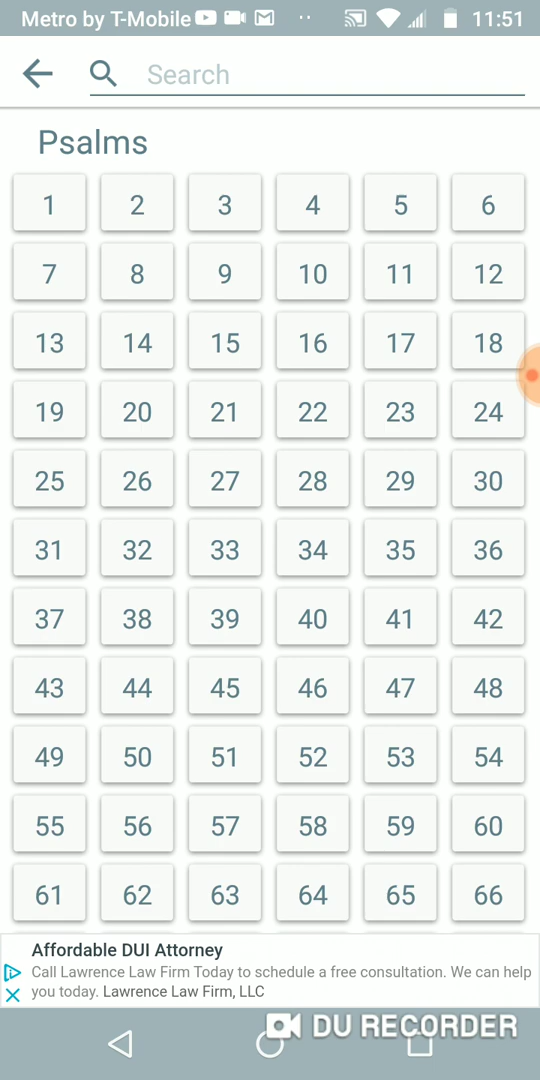 Metro by T-Mobile 11:51
Search
Psalms
1 2 3 4 5 6
7 8 9 10 11 12
13 14 15 16 17 18
19 20 21 22 23 24
25 26 27 28 29 30
31 32 33 34 35 36
37 38 39 40 41 42
43 44 45 46 47 48
49 50 51 52 53 54
55 56 57 58 59 60
61 62 63 64 65 66
Affordable DUI Attorney
Call Lawrence Law Firm Today to schedule a free consultation. We can help
you today. Lawrence Law Firm, LLC
DU RECORDER